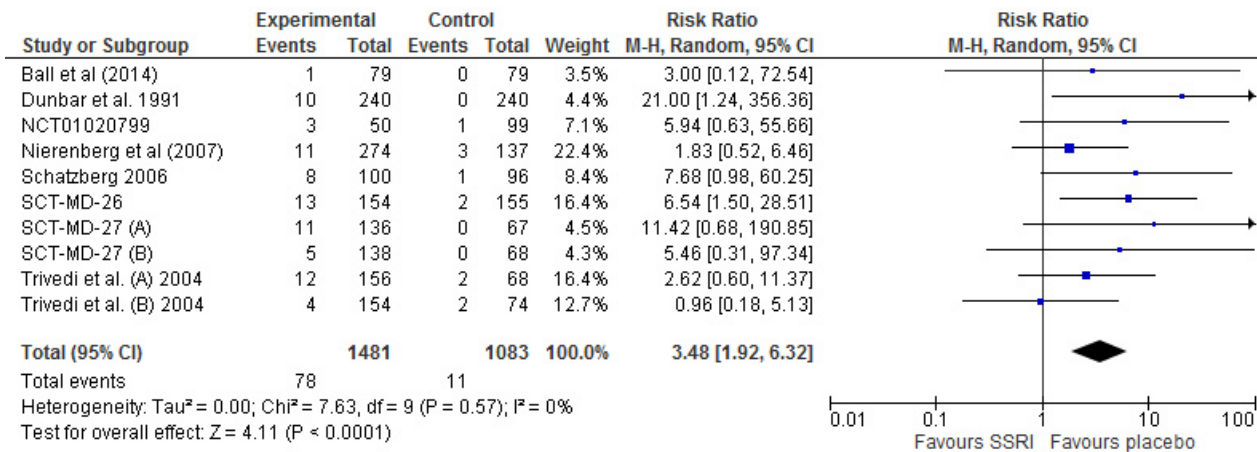 Experimental Control Risk Ratio Risk Ratio
Study or Subgroup Events Total Events Total Weight M-H, Random, 95% CI M-H, Random, 95% CI
Ball et al (2014) 1 79 0 79 3.5% 3.00 [0.12, 72.54]
Dunbar et al. 1991 10 240 0 240 4.4% 21.00 [1.24, 356.36]
NCT01020799 3 50 1 99 7.1% 5.94 [0.63, 55.66]
Nierenberg et al (2007) 11 274 3 137 22.4% 1.83 [0.52, 6.46]
Schatzberg 2006 8 100 1 96 8.4% 7.68 [0.98, 60.25]
SCT-MD-26 13 154 2 155 16.4% 6.54 [1.50, 28.51]
SCT-MD-27 (A) 11 136 0 67 4.5% 11.42 [0.68, 190.85]
SCT-MD-27 (B) 5 138 0 68 4.3% 5.46 [0.31, 97.34]
Trivedi et al. (A) 2004 12 156 2 68 16.4% 2.62 [0.60, 11.37]
Trivedi et al. (B) 2004 4 154 2 74 12.7% 0.96 [0.18, 5.13]
Total (95% CI) 1481 1083 100.0% 3.48 [1.92, 6.32]
Total events 78 11
Heterogeneity: Tau² = 0.00; Chi² = 7.63, df = 9 (P = 0.57); I² = 0%
Test for overall effect: Z = 4.11 (P < 0.0001)
0.01 0.1 1 10 100
Favours SSRI Favours placebo